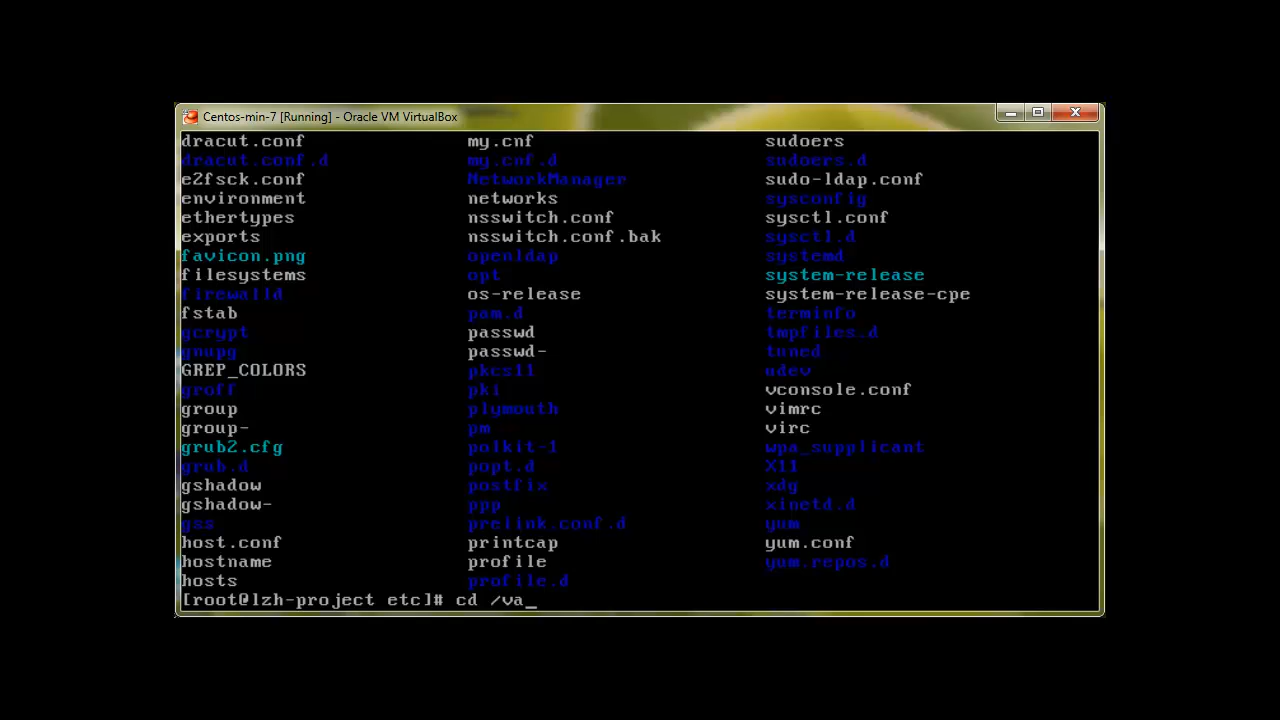 Centos-min-7 [Running] - Oracle VM VirtualBox
dracut.conf my.cnf sudoers
dracut.conf.d my.cnf.d sudoers.d
e2fsck.conf NetworkManager sudo-ldap.conf
environment networks sysconfig
ethertypes nsswitch.conf sysctl.conf
exports nsswitch.conf.bak sysctl.d
favicon.png openldap systemd
filesystems opt system-release
firewalld os-release system-release-cpe
fstab pam.d terminfo
gcrypt passwd tmpfiles.d
gnupg passwd- tuned
GREP_COLORS pkcs11 udev
groff pki vconsole.conf
group plymouth vimrc
group- pm virc
grub2.cfg polkit-1 wpa_supplicant
grub.d popt.d X11
gshadow postfix xdg
gshadow- ppp xinetd.d
gss prelink.conf.d yum
host.conf printcap yum.conf
hostname profile yum.repos.d
hosts profile.d
[root@lzh-project etc]# cd /va_